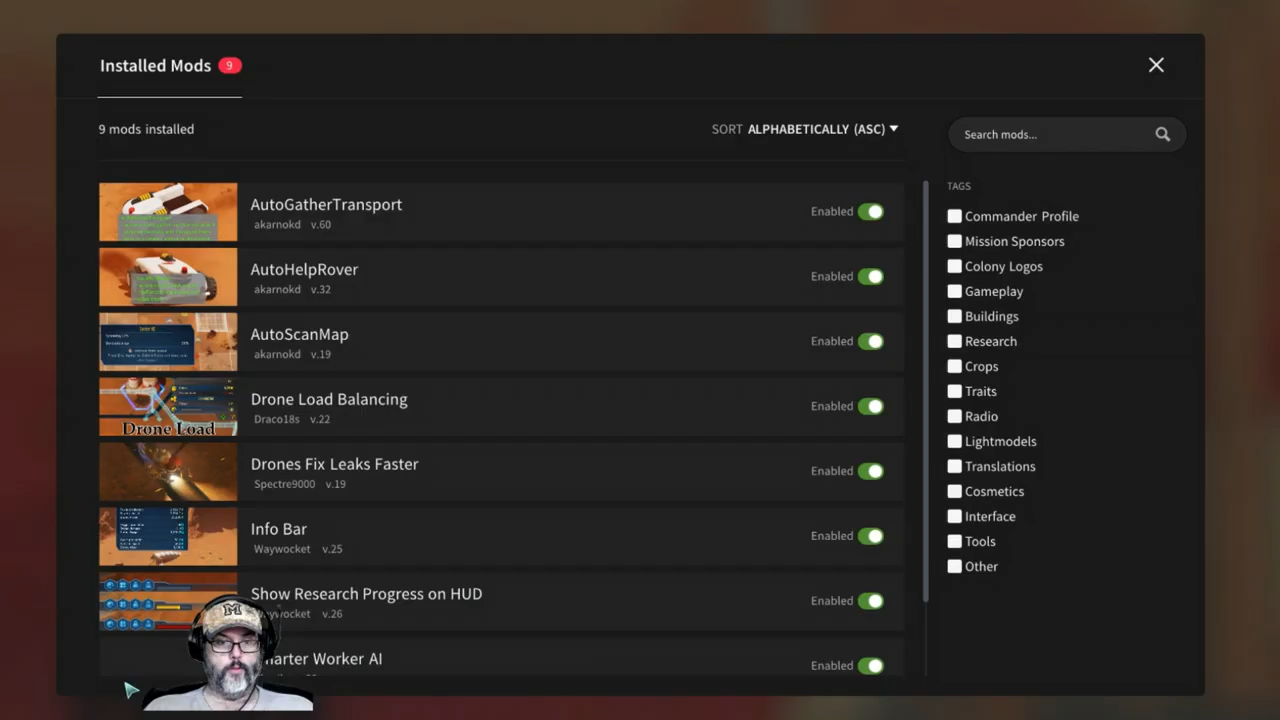 Installed Mods 9
9 mods installed
SORT ALPHABETICALLY (ASC)
Search mods...
AutoGatherTransport
akarnokd v.60
Enabled
AutoHelpRover
akarnokd v.32
Enabled
AutoScanMap
akarnokd v.19
Enabled
Drone Load
Drone Load Balancing
Draco18s v.22
Enabled
Drones Fix Leaks Faster
Spectre9000 v.19
Enabled
Info Bar
Waywocket v.25
Enabled
Show Research Progress on HUD
v.26
Enabled
Worker AI
Enabled
M
TAGS
Commander Profile
Mission Sponsors
Colony Logos
Gameplay
Buildings
Research
Crops
Traits
Radio
Lightmodels
Translations
Cosmetics
Interface
Tools
Other